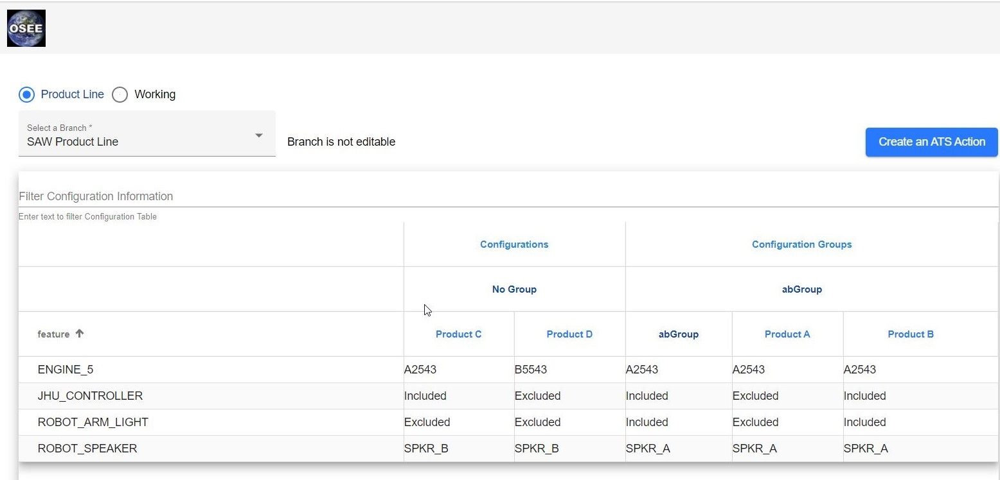 OSEE
Product Line Working
Select a Branch *
SAW Product Line
Branch is not editable
Create an ATS Action
Filter Configuration Information
Enter text to filter Configuration Table
Configurations Configuration Groups
No Group abGroup
feature Product C Product D abGroup Product A Product B
ENGINE_5 A2543 B5543 A2543 A2543 A2543
JHU_CONTROLLER Included Excluded Included Excluded Included
ROBOT_ARM_LIGHT Excluded Excluded Included Excluded Included
ROBOT_SPEAKER SPKR_B SPKR_B SPKR_A SPKR_A SPKR_A